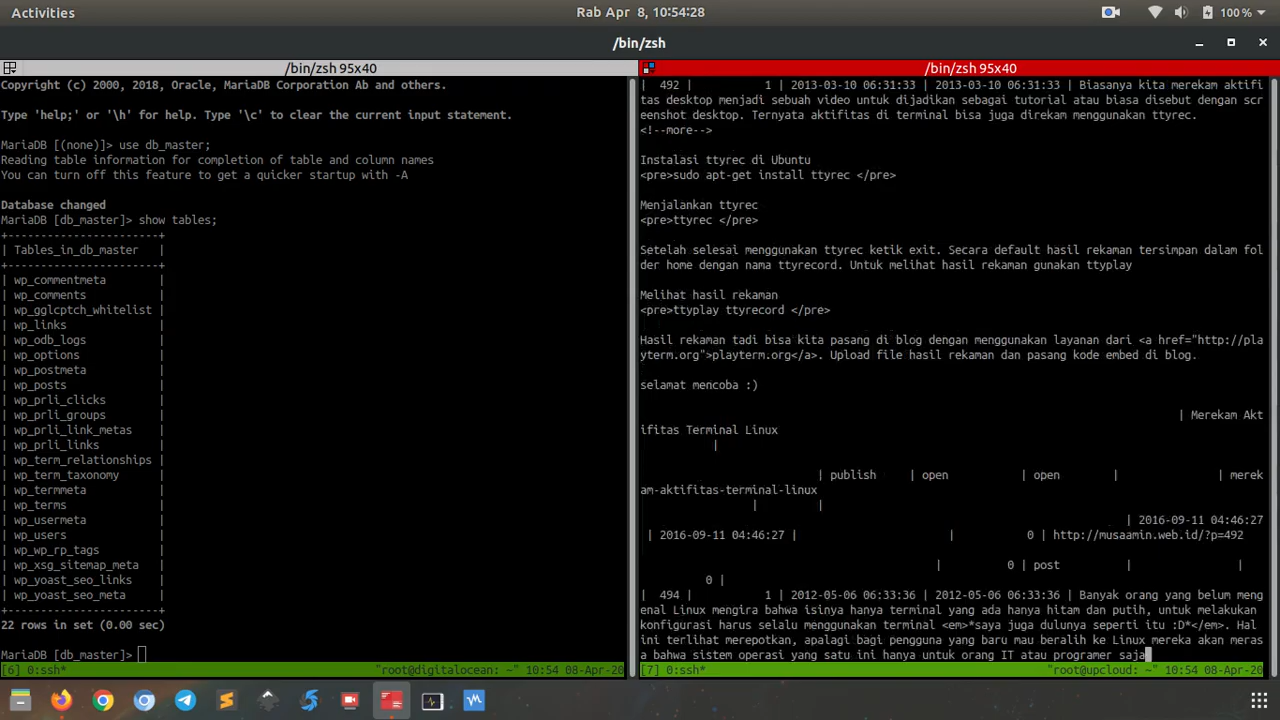 Activities
Rab Apr 8, 10:54:28
100 %
/bin/zsh
/bin/zsh 95x40
Copyright (c) 2000, 2018, Oracle, MariaDB Corporation Ab and others.
Type 'help;' or '\h' for help. Type '\c' to clear the current input statement.
MariaDB [(none)]> use db_master;
Reading table information for completion of table and column names
You can turn off this feature to get a quicker startup with -A
Database changed
MariaDB [db_master]> show tables;
+----------------------+
| Tables_in_db_master   |
+----------------------+
| wp_commentmeta        |
| wp_comments           |
| wp_gglcptch_whitelist |
| wp_links              |
| wp_odb_logs           |
| wp_options            |
| wp_postmeta           |
| wp_posts              |
| wp_prli_clicks        |
| wp_prli_groups        |
| wp_prli_link_metas    |
| wp_prli_links         |
| wp_term_relationships |
| wp_term_taxonomy      |
| wp_termmeta           |
| wp_terms              |
| wp_usermeta           |
| wp_users              |
| wp_wp_rp_tags         |
| wp_xsg_sitemap_meta   |
| wp_yoast_seo_links    |
| wp_yoast_seo_meta     |
+----------------------+
22 rows in set (0.00 sec)
MariaDB [db_master]>
[6] 0:ssh* "root@digitalocean: ~" 10:54 08-Apr-20
/bin/zsh 95x40
|  492 |           1 | 2013-03-10 06:31:33 | 2013-03-10 06:31:33 | Biasanya kita merekam aktifi
tas desktop menjadi sebuah video untuk dijadikan sebagai tutorial atau biasa disebut dengan scr
eenshot desktop. Ternyata aktifitas di terminal bisa juga direkam menggunakan ttyrec.
<!--more-->
Instalasi ttyrec di Ubuntu
<pre>sudo apt-get install ttyrec </pre>
Menjalankan ttyrec
<pre>ttyrec </pre>
Setelah selesai menggunakan ttyrec ketik exit. Secara default hasil rekaman tersimpan dalam fol
der home dengan nama ttyrecord. Untuk melihat hasil rekaman gunakan ttyplay
Melihat hasil rekaman
<pre>ttyplay ttyrecord </pre>
Hasil rekaman tadi bisa kita pasang di blog dengan menggunakan layanan dari <a href="http://pla
yterm.org">playterm.org</a>. Upload file hasil rekaman dan pasang kode embed di blog.
selamat mencoba :)
| Merekam Akt
ifitas Terminal Linux
|
| publish | open | open | | merek
am-aktifitas-terminal-linux
| |
| 2016-09-11 04:46:27
| 2016-09-11 04:46:27 | | 0 | http://musaamin.web.id/?p=492
| 0 | post | |
0 |
|  494 |           1 | 2012-05-06 06:33:36 | 2012-05-06 06:33:36 | Banyak orang yang belum meng
enal Linux mengira bahwa isinya hanya terminal yang ada hanya hitam dan putih, untuk melakukan
konfigurasi harus selalu menggunakan terminal <em>*saya juga dulunya seperti itu :D*</em>. Hal
ini terlihat merepotkan, apalagi bagi pengguna yang baru mau beralih ke Linux mereka akan meras
a bahwa sistem operasi yang satu ini hanya untuk orang IT atau programer saja
[7] 0:ssh* "root@upcloud: ~" 10:54 08-Apr-20